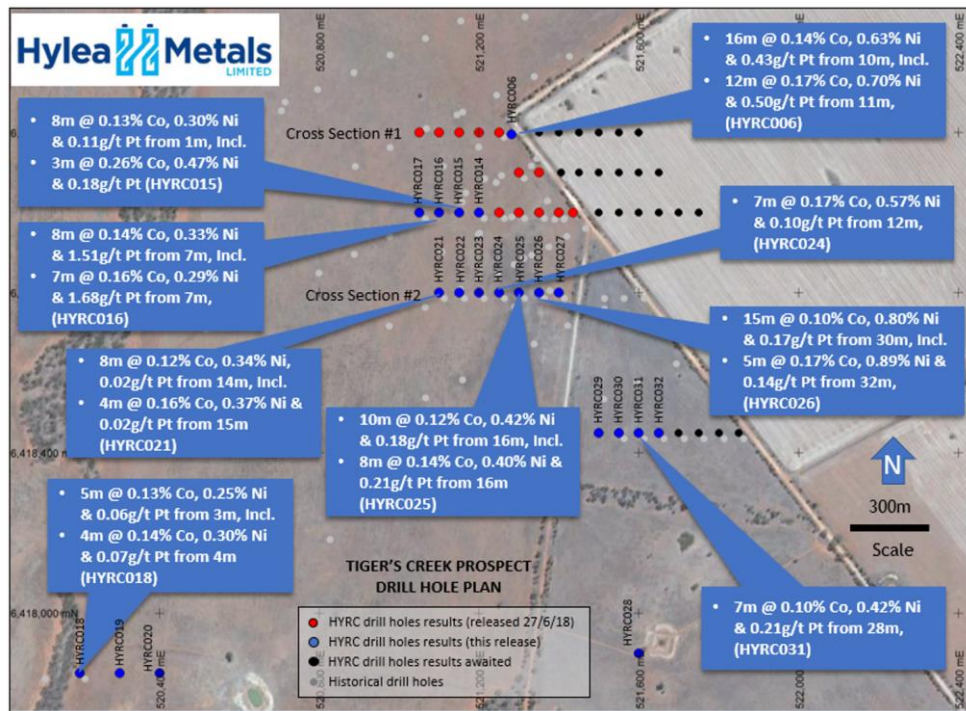 Hylea Metals
LIMITED
520,800 mE
521,200 mE
521,600 mE
522,400 mE
• 16m @ 0.14% Co, 0.63% Ni
& 0.43g/t Pt from 10m, Incl.
• 12m @ 0.17% Co, 0.70% Ni
& 0.50g/t Pt from 11m,
(HYRC006)
• 8m @ 0.13% Co, 0.30% Ni
& 0.11g/t Pt from 1m, Incl.
• 3m @ 0.26% Co, 0.47% Ni
& 0.18g/t Pt (HYRC015)
Cross Section #1
HYRC006
HYRC017
HYRC016
HYRC015
HYRC014
• 8m @ 0.14% Co, 0.33% Ni
& 1.51g/t Pt from 7m, Incl.
• 7m @ 0.16% Co, 0.29% Ni
& 1.68g/t Pt from 7m,
(HYRC016)
7m @ 0.17% Co, 0.57% Ni
& 0.10g/t Pt from 12m,
(HYRC024)
HYRC021
HYRC022
HYRC023
HYRC024
HYRC025
HYRC026
HYRC027
Cross Section #2
• 15m @ 0.10% Co, 0.80% Ni
& 0.17g/t Pt from 30m, Incl.
• 5m @ 0.17% Co, 0.89% Ni &
0.14g/t Pt from 32m,
(HYRC026)
• 8m @ 0.12% Co, 0.34% Ni,
0.02g/t Pt from 14m, Incl.
• 4m @ 0.16% Co, 0.37% Ni &
0.02g/t Pt from 15m
(HYRC021)
• 10m @ 0.12% Co, 0.42% Ni
& 0.18g/t Pt from 16m, Incl.
• 8m @ 0.14% Co, 0.40% Ni &
0.21g/t Pt from 16m
(HYRC025)
HYRC029
HYRC030
HYRC031
HYRC032
6,418,400
N
300m
Scale
• 5m @ 0.13% Co, 0.25% Ni
& 0.06g/t Pt from 3m, Incl.
• 4m @ 0.14% Co, 0.30% Ni
& 0.07g/t Pt from 4m
(HYRC018)
TIGER'S CREEK PROSPECT
DRILL HOLE PLAN
HYRC drill holes results (released 27/6/18)
HYRC drill holes results (this release)
HYRC drill holes results awaited
Historical drill holes
• 7m @ 0.10% Co, 0.42% Ni
& 0.21g/t Pt from 28m,
(HYRC031)
6,418,000 mN
HYRC018
HYRC019
HYRC020
HYRC028
520,400 mE
521,200 mE
521,600 mE
522,000 mE
522,400 mE